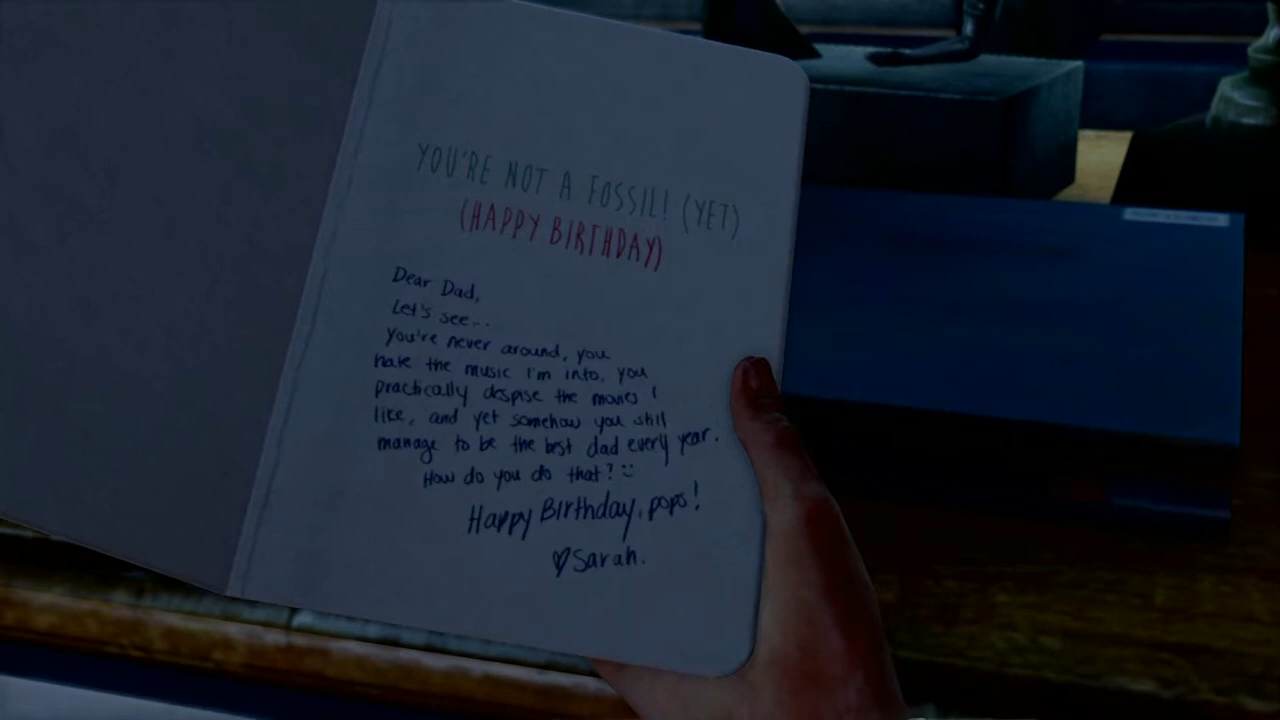 YOU'RE NOT A FOSSIL! (YET)
(HAPPY BIRTHDAY)
Dear Dad,
Let's see...
You're never around, you
hate the music I'm into, you
practically despise the movies I
like, and yet somehow you still
manage to be the best dad every year.
How do you do that? :)
Happy Birthday, pops!
♡Sarah.